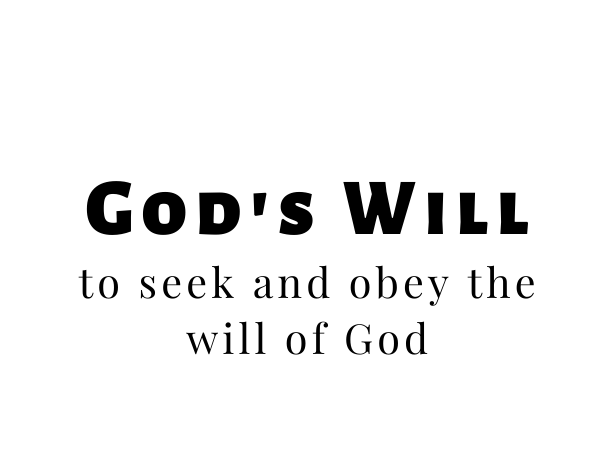 God's Will
to seek and obey the
will of God